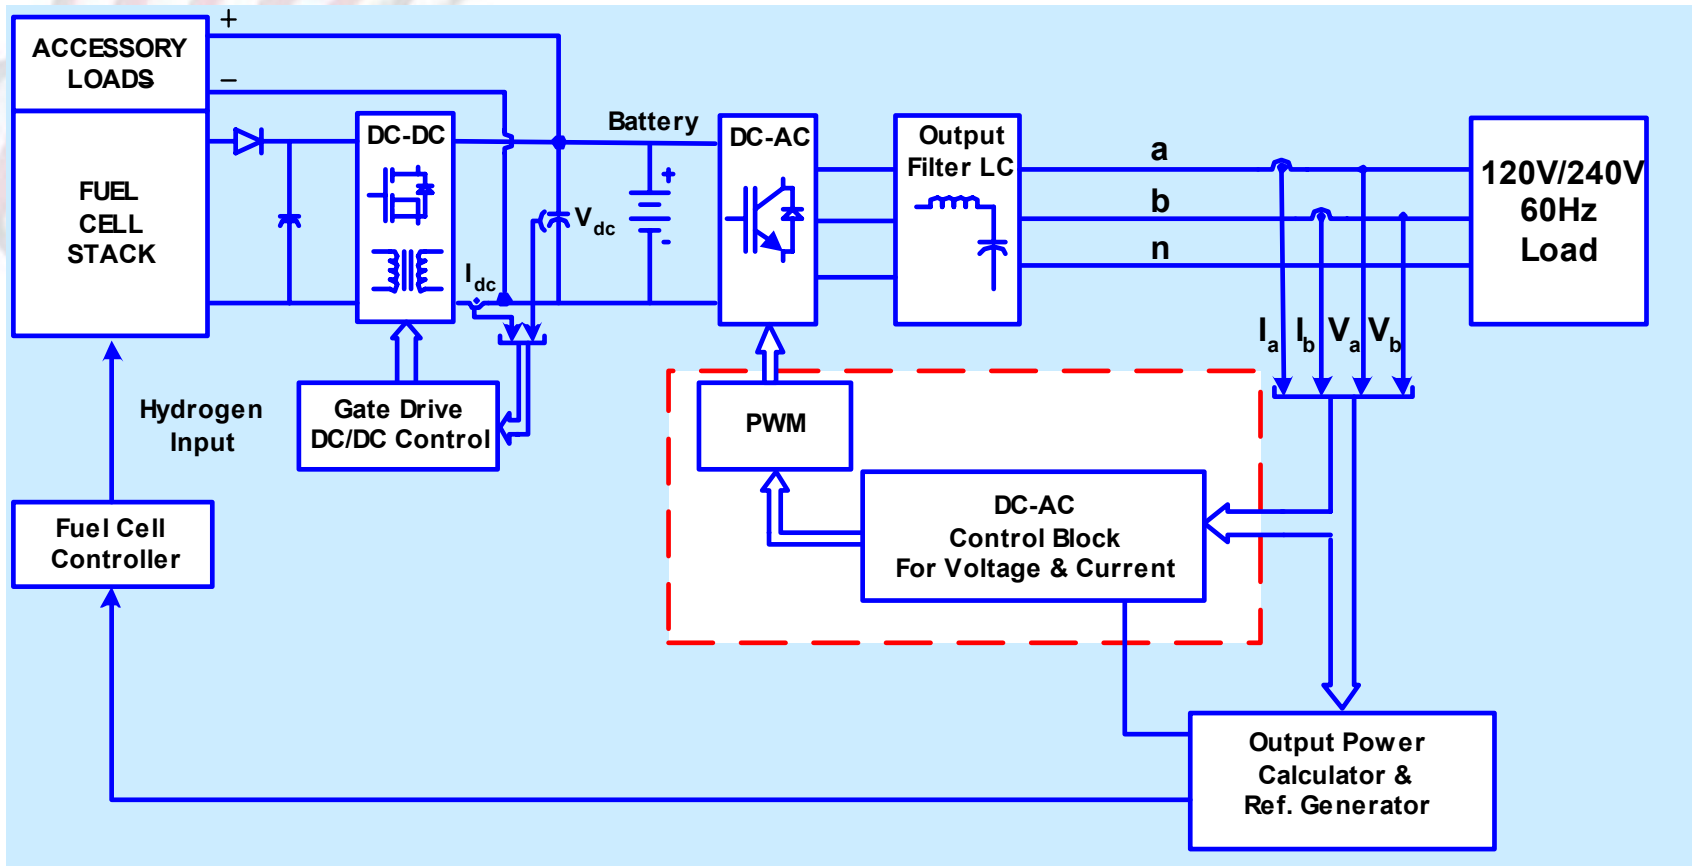 ACCESSORY
LOADS
+
−
FUEL
CELL
STACK
DC-DC
Battery
+
-
Vdc
Idc
DC-AC
Output
Filter LC
a
b
n
120V/240V
60Hz
Load
Ia
Ib
Va
Vb
Hydrogen
Input
Gate Drive
DC/DC Control
PWM
Fuel Cell
Controller
DC-AC
Control Block
For Voltage & Current
Output Power
Calculator &
Ref. Generator